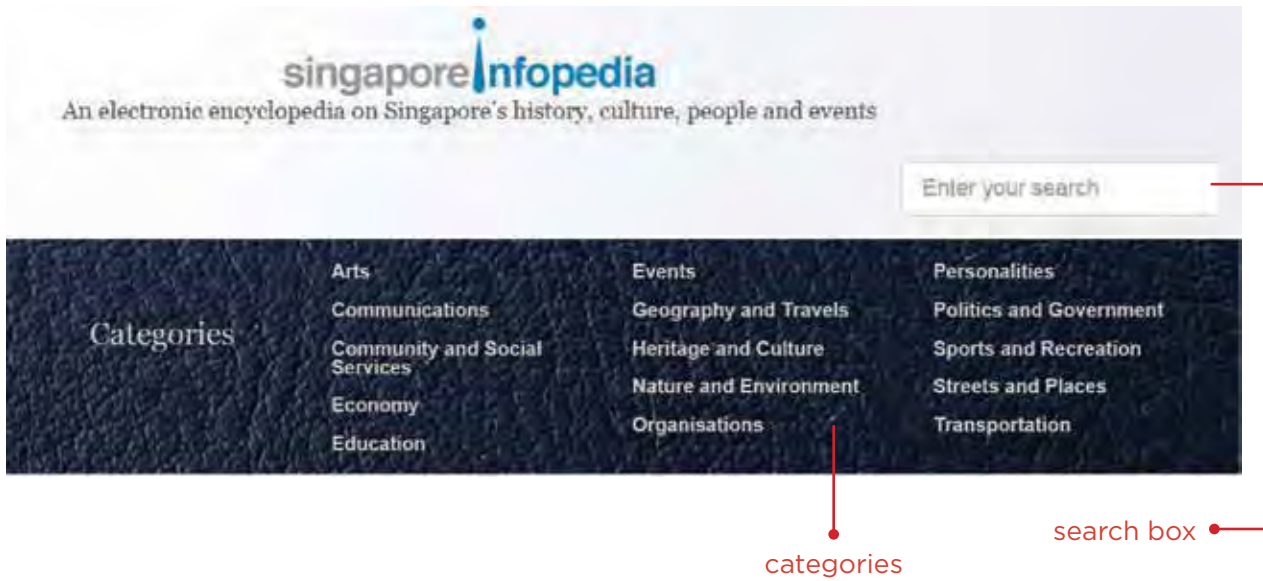 singapore infopedia
An electronic encyclopedia on Singapore's history, culture, people and events
Enter your search
Categories
Arts
Communications
Community and Social
Services
Economy
Education
Events
Geography and Travels
Heritage and Culture
Nature and Environment
Organisations
Personalities
Politics and Government
Sports and Recreation
Streets and Places
Transportation
search box
categories